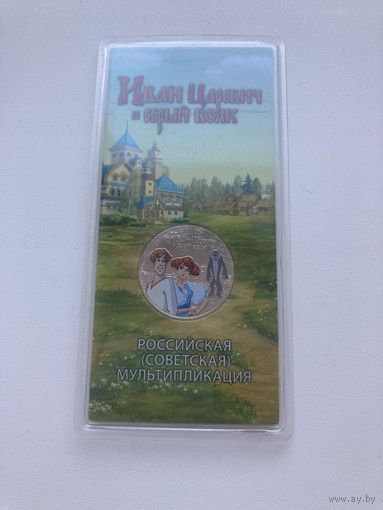 Иван Царевич
и серый волк
РОССИЙСКАЯ
(СОВЕТСКАЯ)
МУЛЬТИПЛИКАЦИЯ
www.ay.by